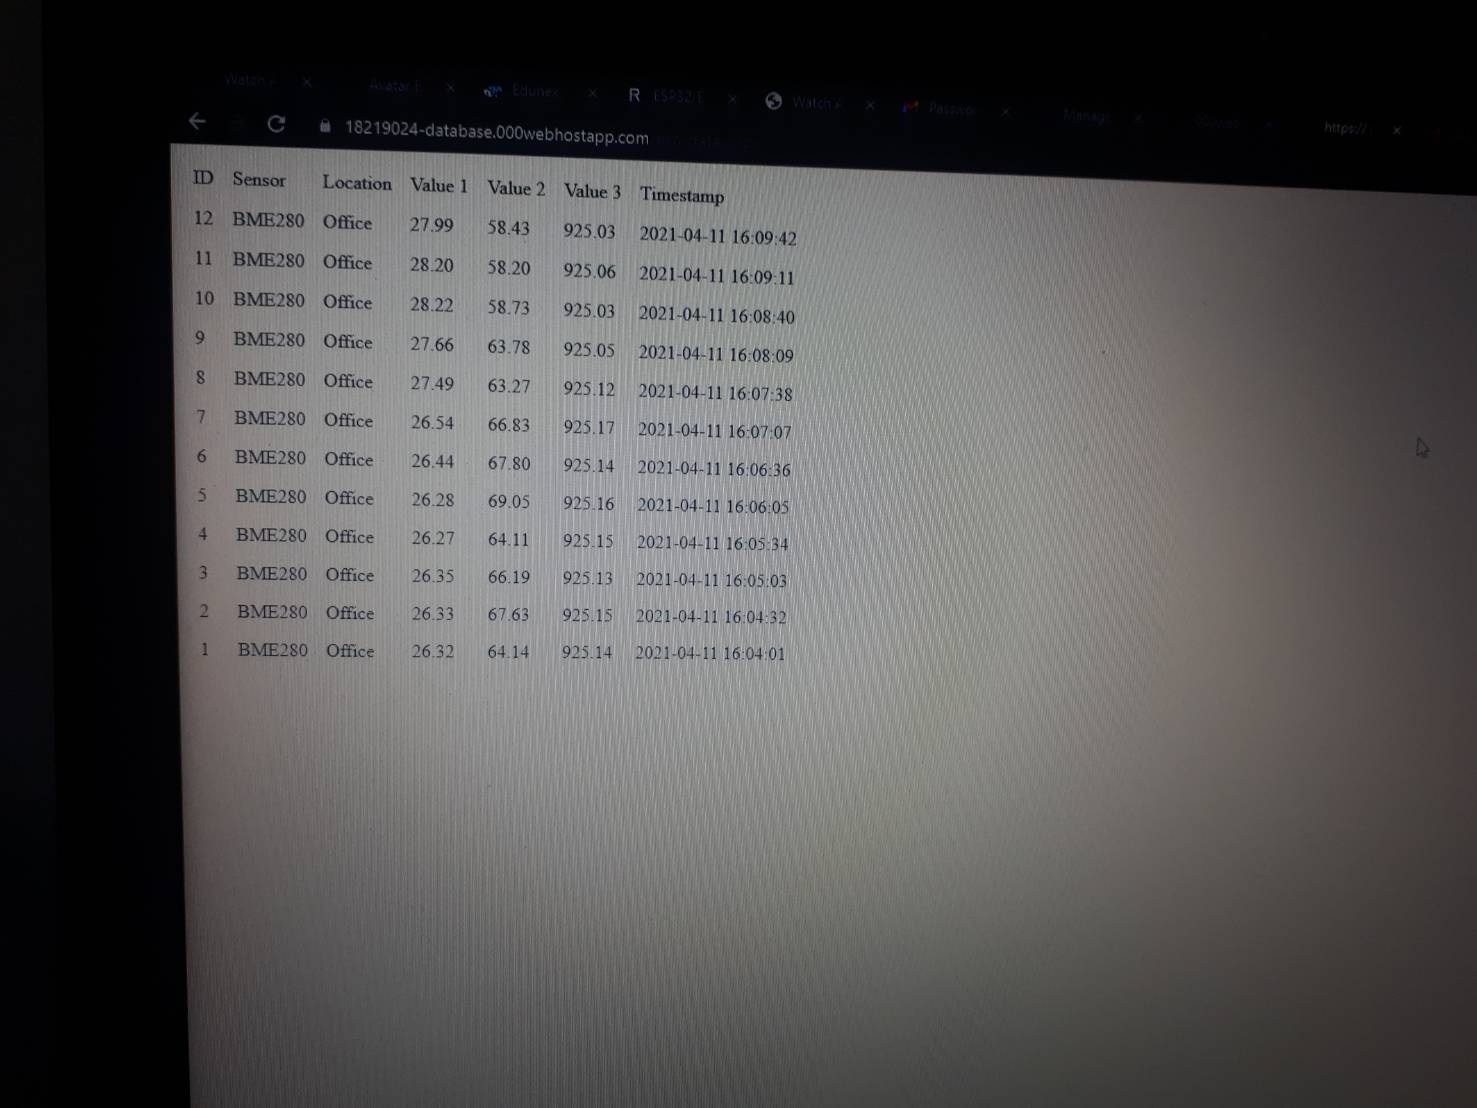 Watch Avatar E Edunex ESP32/E Watch A Passwor Manag 000web https://
18219024-database.000webhostapp.com
ID Sensor Location Value 1 Value 2 Value 3 Timestamp
12 BME280 Office 27.99 58.43 925.03 2021-04-11 16:09:42
11 BME280 Office 28.20 58.20 925.06 2021-04-11 16:09:11
10 BME280 Office 28.22 58.73 925.03 2021-04-11 16:08:40
9 BME280 Office 27.66 63.78 925.05 2021-04-11 16:08:09
8 BME280 Office 27.49 63.27 925.12 2021-04-11 16:07:38
7 BME280 Office 26.54 66.83 925.17 2021-04-11 16:07:07
6 BME280 Office 26.44 67.80 925.14 2021-04-11 16:06:36
5 BME280 Office 26.28 69.05 925.16 2021-04-11 16:06:05
4 BME280 Office 26.27 64.11 925.15 2021-04-11 16:05:34
3 BME280 Office 26.35 66.19 925.13 2021-04-11 16:05:03
2 BME280 Office 26.33 67.63 925.15 2021-04-11 16:04:32
1 BME280 Office 26.32 64.14 925.14 2021-04-11 16:04:01